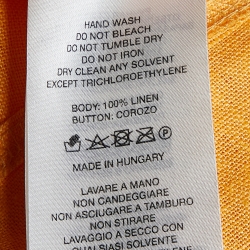 HAND WASH
DO NOT BLEACH
DO NOT TUMBLE DRY
DO NOT IRON
DRY CLEAN ANY SOLVENT
EXCEPT TRICHLOROETHYLENE
BODY: 100% LINEN
BUTTON: COROZO
MADE IN HUNGARY
LAVARE A MANO
NON CANDEGGIARE
NON ASCIUGARE A TAMBURO
NON STIRARE
LAVAGGIO A SECCO CON
QUALSIASI SOLVENTE